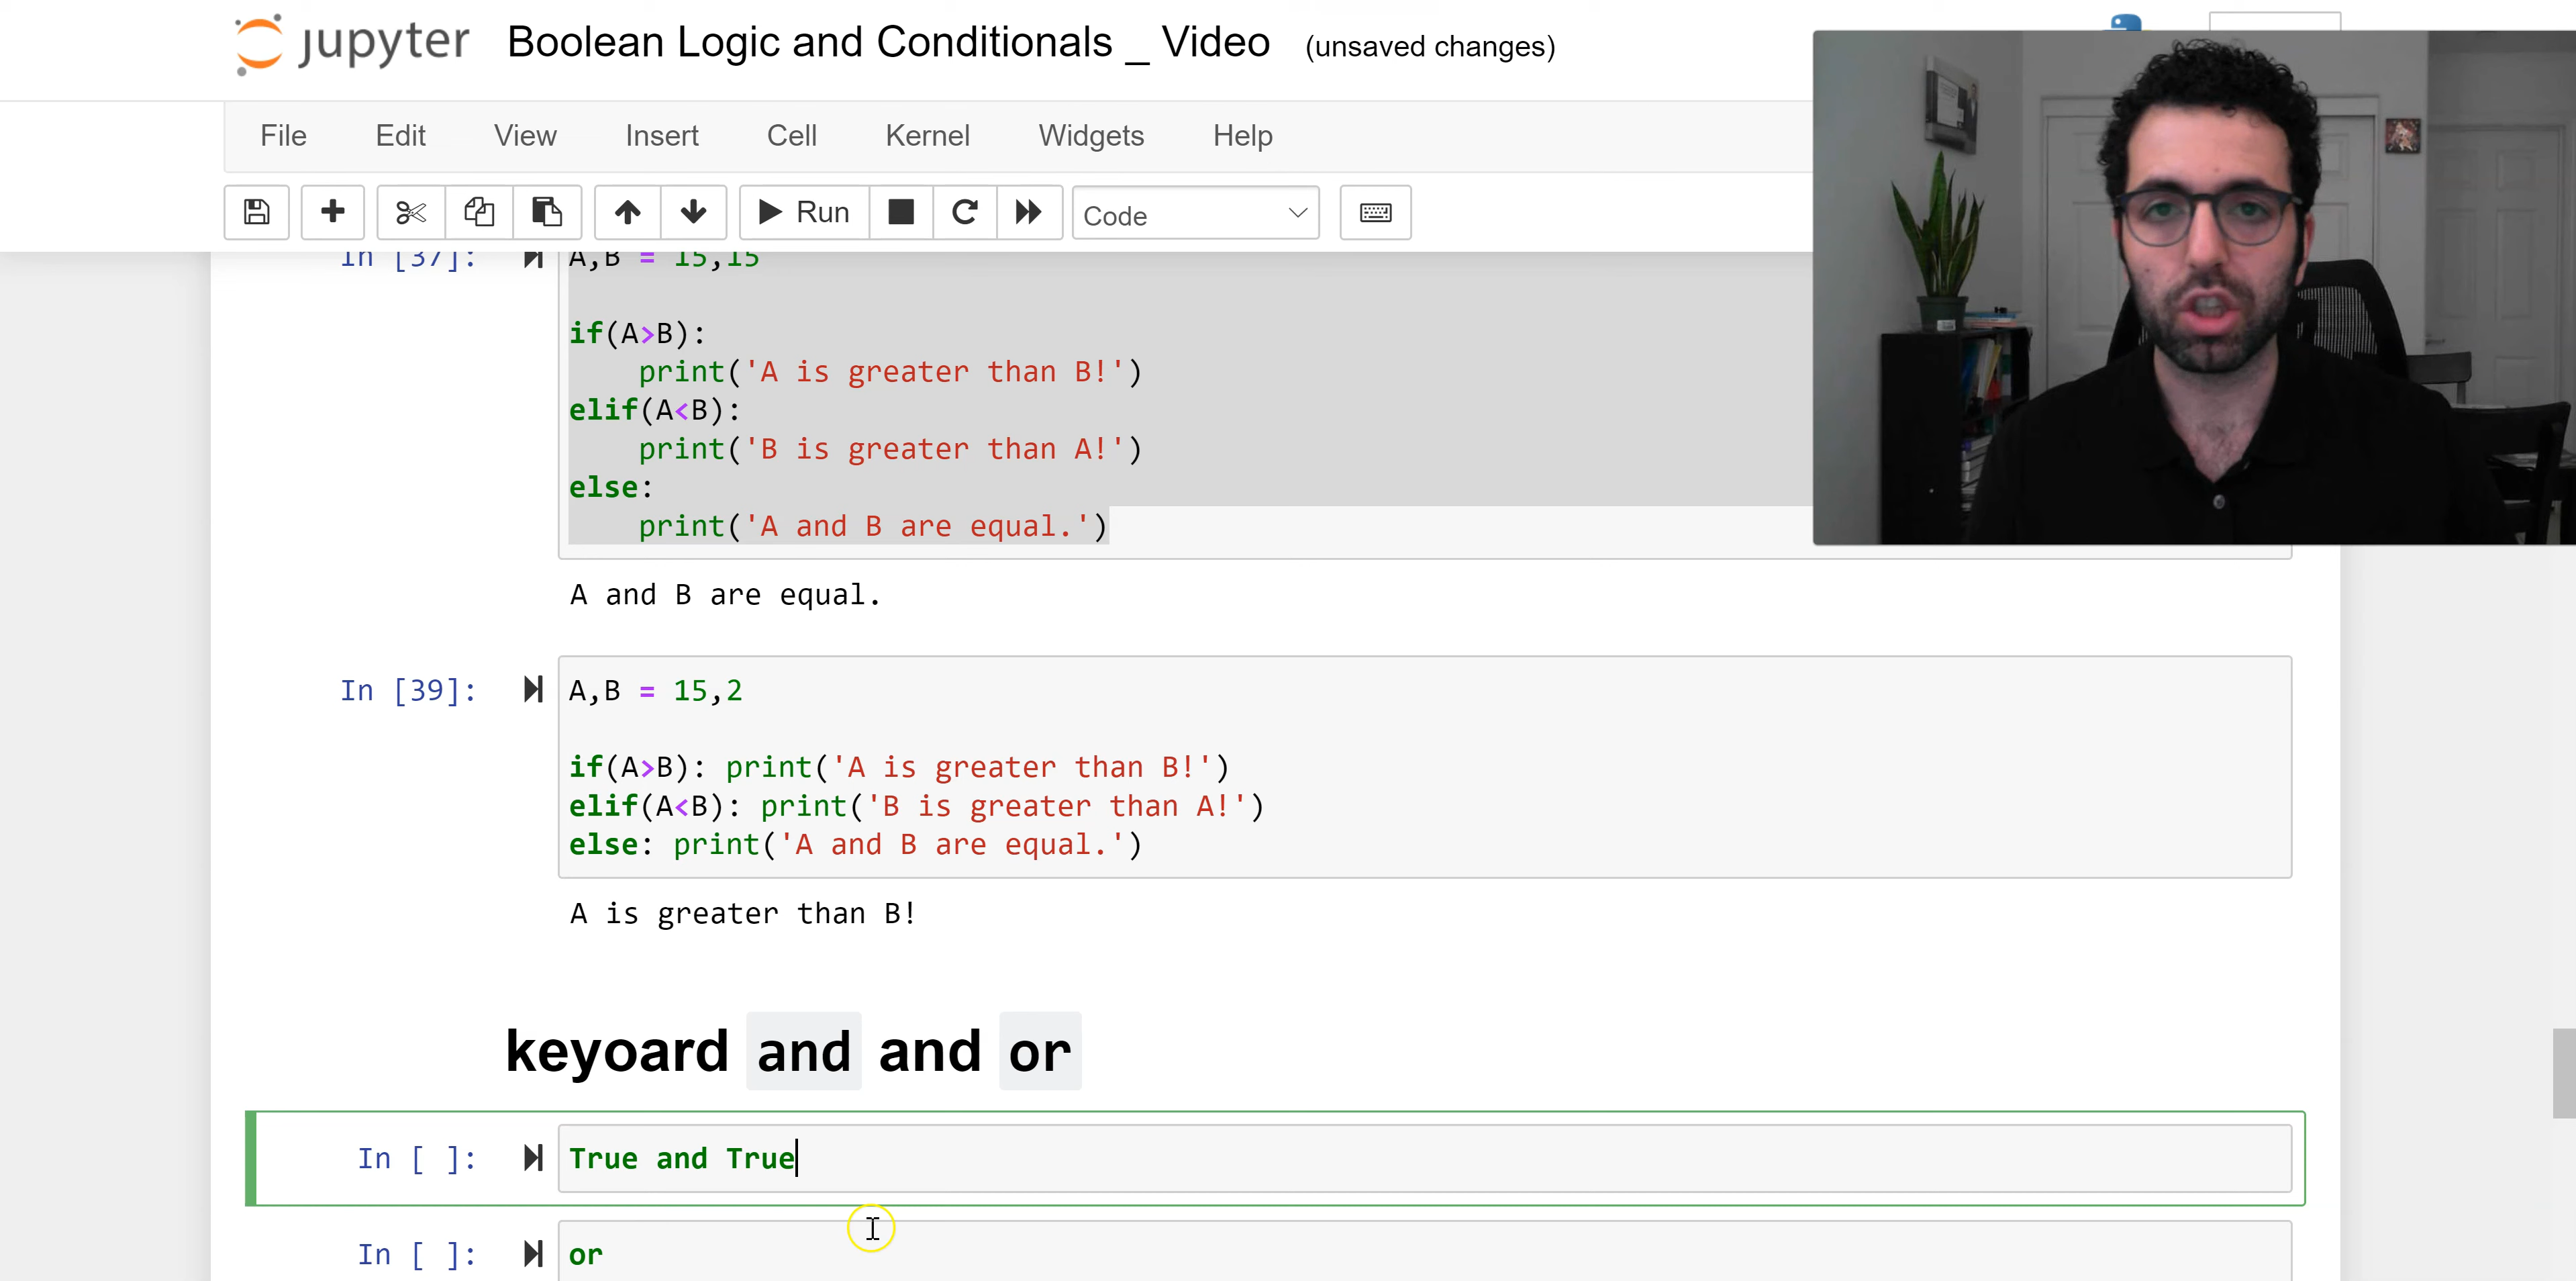 jupyter Boolean Logic and Conditionals _ Video (unsaved changes)
File Edit View Insert Cell Kernel Widgets Help
Run Code
In [37]: A,B = 15,15
if(A>B):
print('A is greater than B!')
elif(A<B):
print('B is greater than A!')
else:
print('A and B are equal.')
A and B are equal.
In [39]: A,B = 15,2
if(A>B): print('A is greater than B!')
elif(A<B): print('B is greater than A!')
else: print('A and B are equal.')
A is greater than B!
keyoard and and or
In [ ]: True and True
In [ ]: or